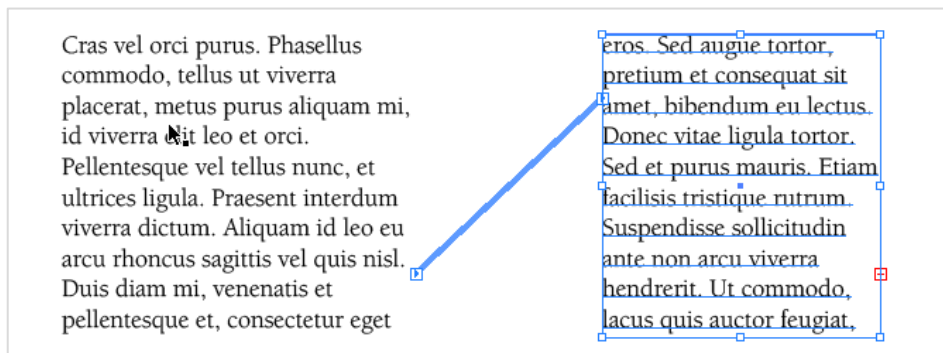 Cras vel orci purus. Phasellus
commodo, tellus ut viverra
placerat, metus purus aliquam mi,
id viverra elit leo et orci.
Pellentesque vel tellus nunc, et
ultrices ligula. Praesent interdum
viverra dictum. Aliquam id leo eu
arcu rhoncus sagittis vel quis nisl.
Duis diam mi, venenatis et
pellentesque et, consectetur eget
eros. Sed augue tortor,
pretium et consequat sit
amet, bibendum eu lectus.
Donec vitae ligula tortor.
Sed et purus mauris. Etiam
facilisis tristique rutrum.
Suspendisse sollicitudin
ante non arcu viverra
hendrerit. Ut commodo,
lacus quis auctor feugiat,